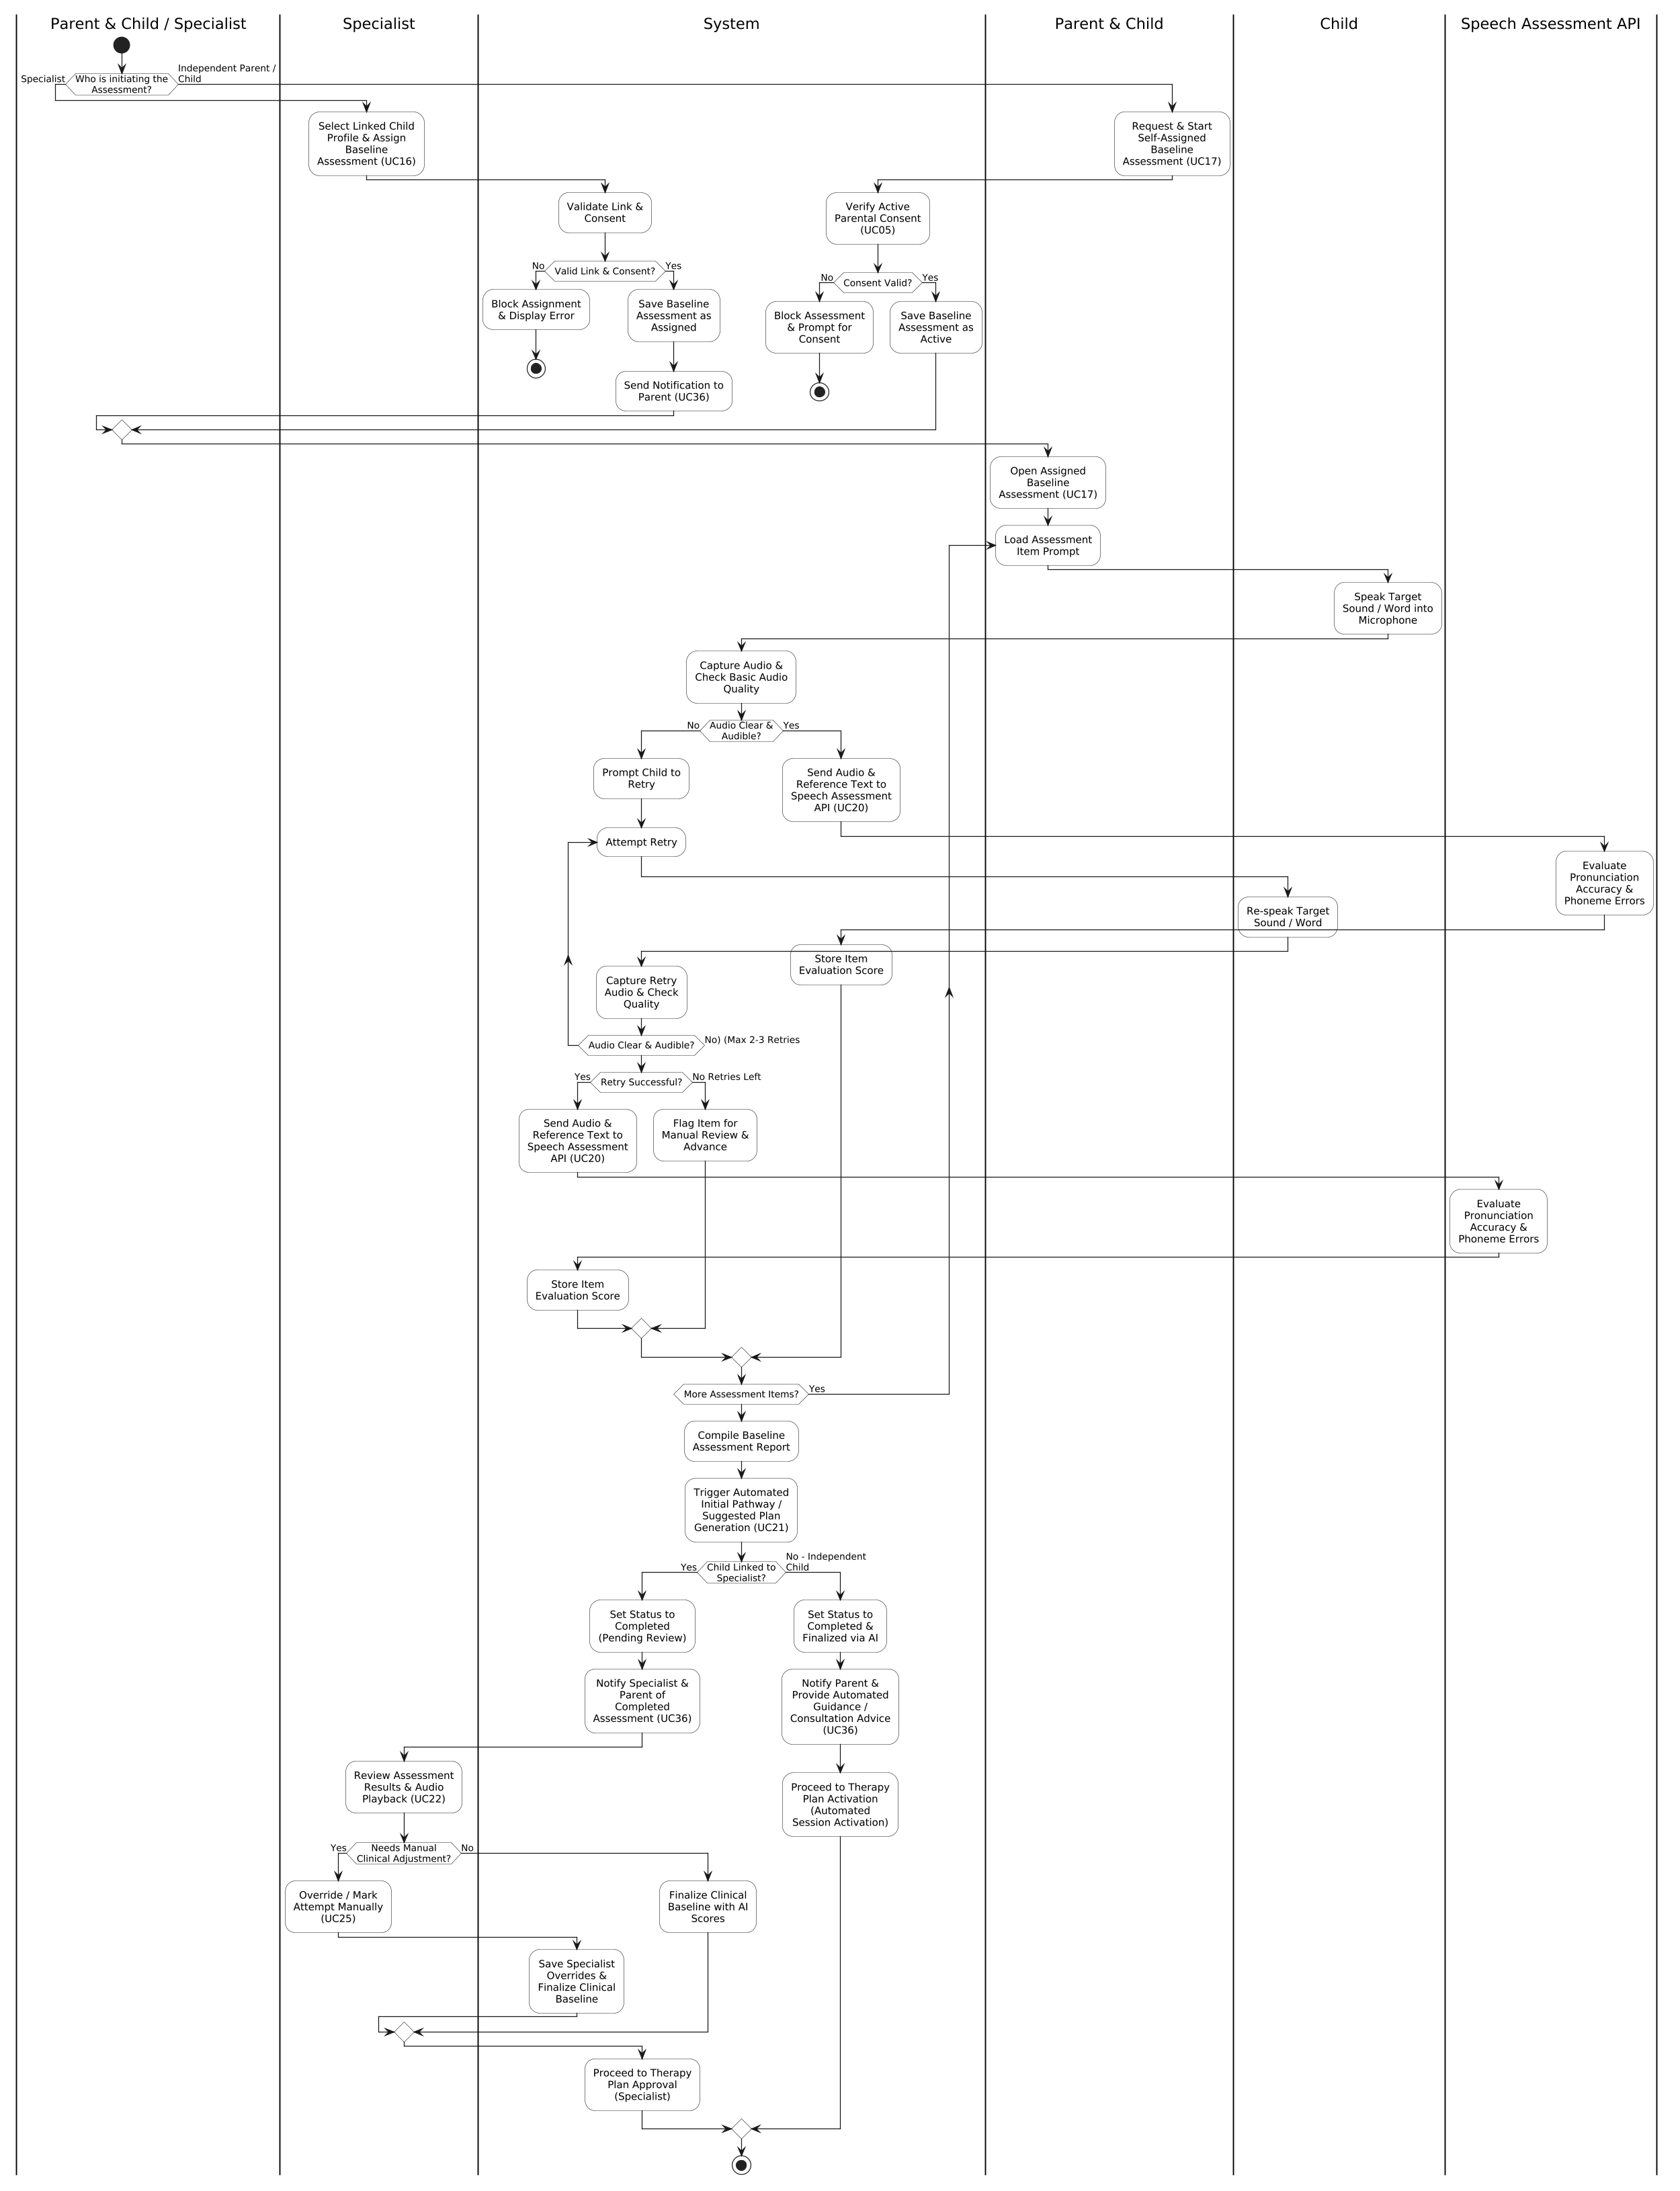 Parent & Child / Specialist
Specialist
System
Parent & Child
Child
Speech Assessment API
Specialist
Who is initiating the
Assessment?
Independent Parent /
Child
Select Linked Child
Profile & Assign
Baseline
Assessment (UC16)
Request & Start
Self-Assigned
Baseline
Assessment (UC17)
Validate Link &
Consent
Verify Active
Parental Consent
(UC05)
No
Valid Link & Consent?
Yes
No
Consent Valid?
Yes
Block Assignment
& Display Error
Save Baseline
Assessment as
Assigned
Block Assessment
& Prompt for
Consent
Save Baseline
Assessment as
Active
Send Notification to
Parent (UC36)
Open Assigned
Baseline
Assessment (UC17)
Load Assessment
Item Prompt
Speak Target
Sound / Word into
Microphone
Capture Audio &
Check Basic Audio
Quality
No
Audio Clear &
Audible?
Yes
Prompt Child to
Retry
Send Audio &
Reference Text to
Speech Assessment
API (UC20)
Attempt Retry
Evaluate
Pronunciation
Accuracy &
Phoneme Errors
Re-speak Target
Sound / Word
Store Item
Evaluation Score
Capture Retry
Audio & Check
Quality
Audio Clear & Audible?
No) (Max 2-3 Retries
Yes
Retry Successful?
No Retries Left
Send Audio &
Reference Text to
Speech Assessment
API (UC20)
Flag Item for
Manual Review &
Advance
Evaluate
Pronunciation
Accuracy &
Phoneme Errors
Store Item
Evaluation Score
More Assessment Items?
Yes
Compile Baseline
Assessment Report
Trigger Automated
Initial Pathway /
Suggested Plan
Generation (UC21)
Yes
Child Linked to
Specialist?
No - Independent
Child
Set Status to
Completed
(Pending Review)
Set Status to
Completed &
Finalized via AI
Notify Specialist &
Parent of
Completed
Assessment (UC36)
Notify Parent &
Provide Automated
Guidance /
Consultation Advice
(UC36)
Review Assessment
Results & Audio
Playback (UC22)
Proceed to Therapy
Plan Activation
(Automated
Session Activation)
Yes
Needs Manual
Clinical Adjustment?
No
Override / Mark
Attempt Manually
(UC25)
Finalize Clinical
Baseline with AI
Scores
Save Specialist
Overrides &
Finalize Clinical
Baseline
Proceed to Therapy
Plan Approval
(Specialist)